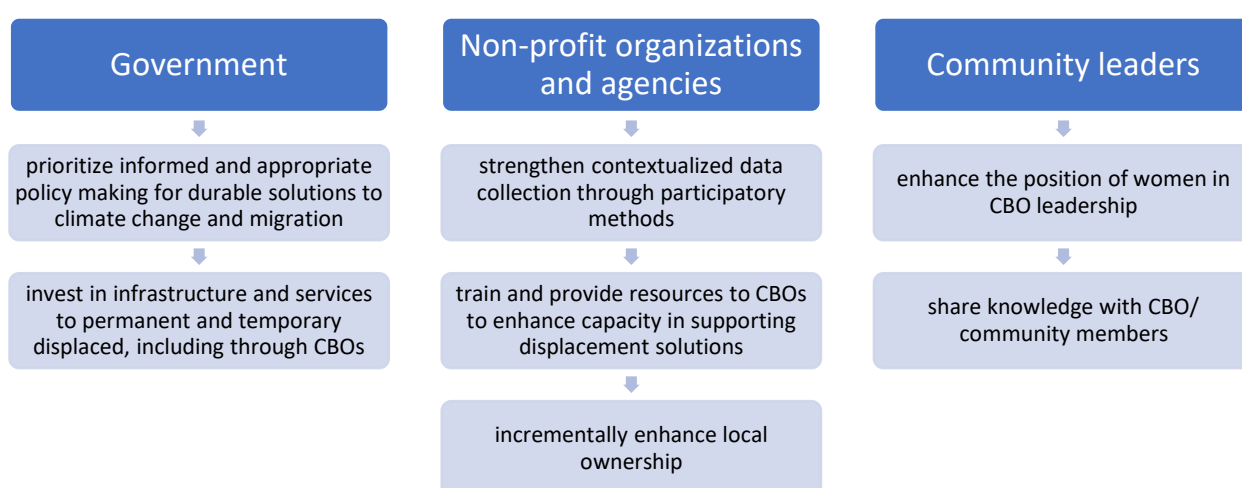 Government
prioritize informed and appropriate
policy making for durable solutions to
climate change and migration
invest in infrastructure and services
to permanent and temporary
displaced, including through CBOs
Non-profit organizations
and agencies
strengthen contextualized data
collection through participatory
methods
train and provide resources to CBOs
to enhance capacity in supporting
displacement solutions
incrementally enhance local
ownership
Community leaders
enhance the position of women in
CBO leadership
share knowledge with CBO/
community members